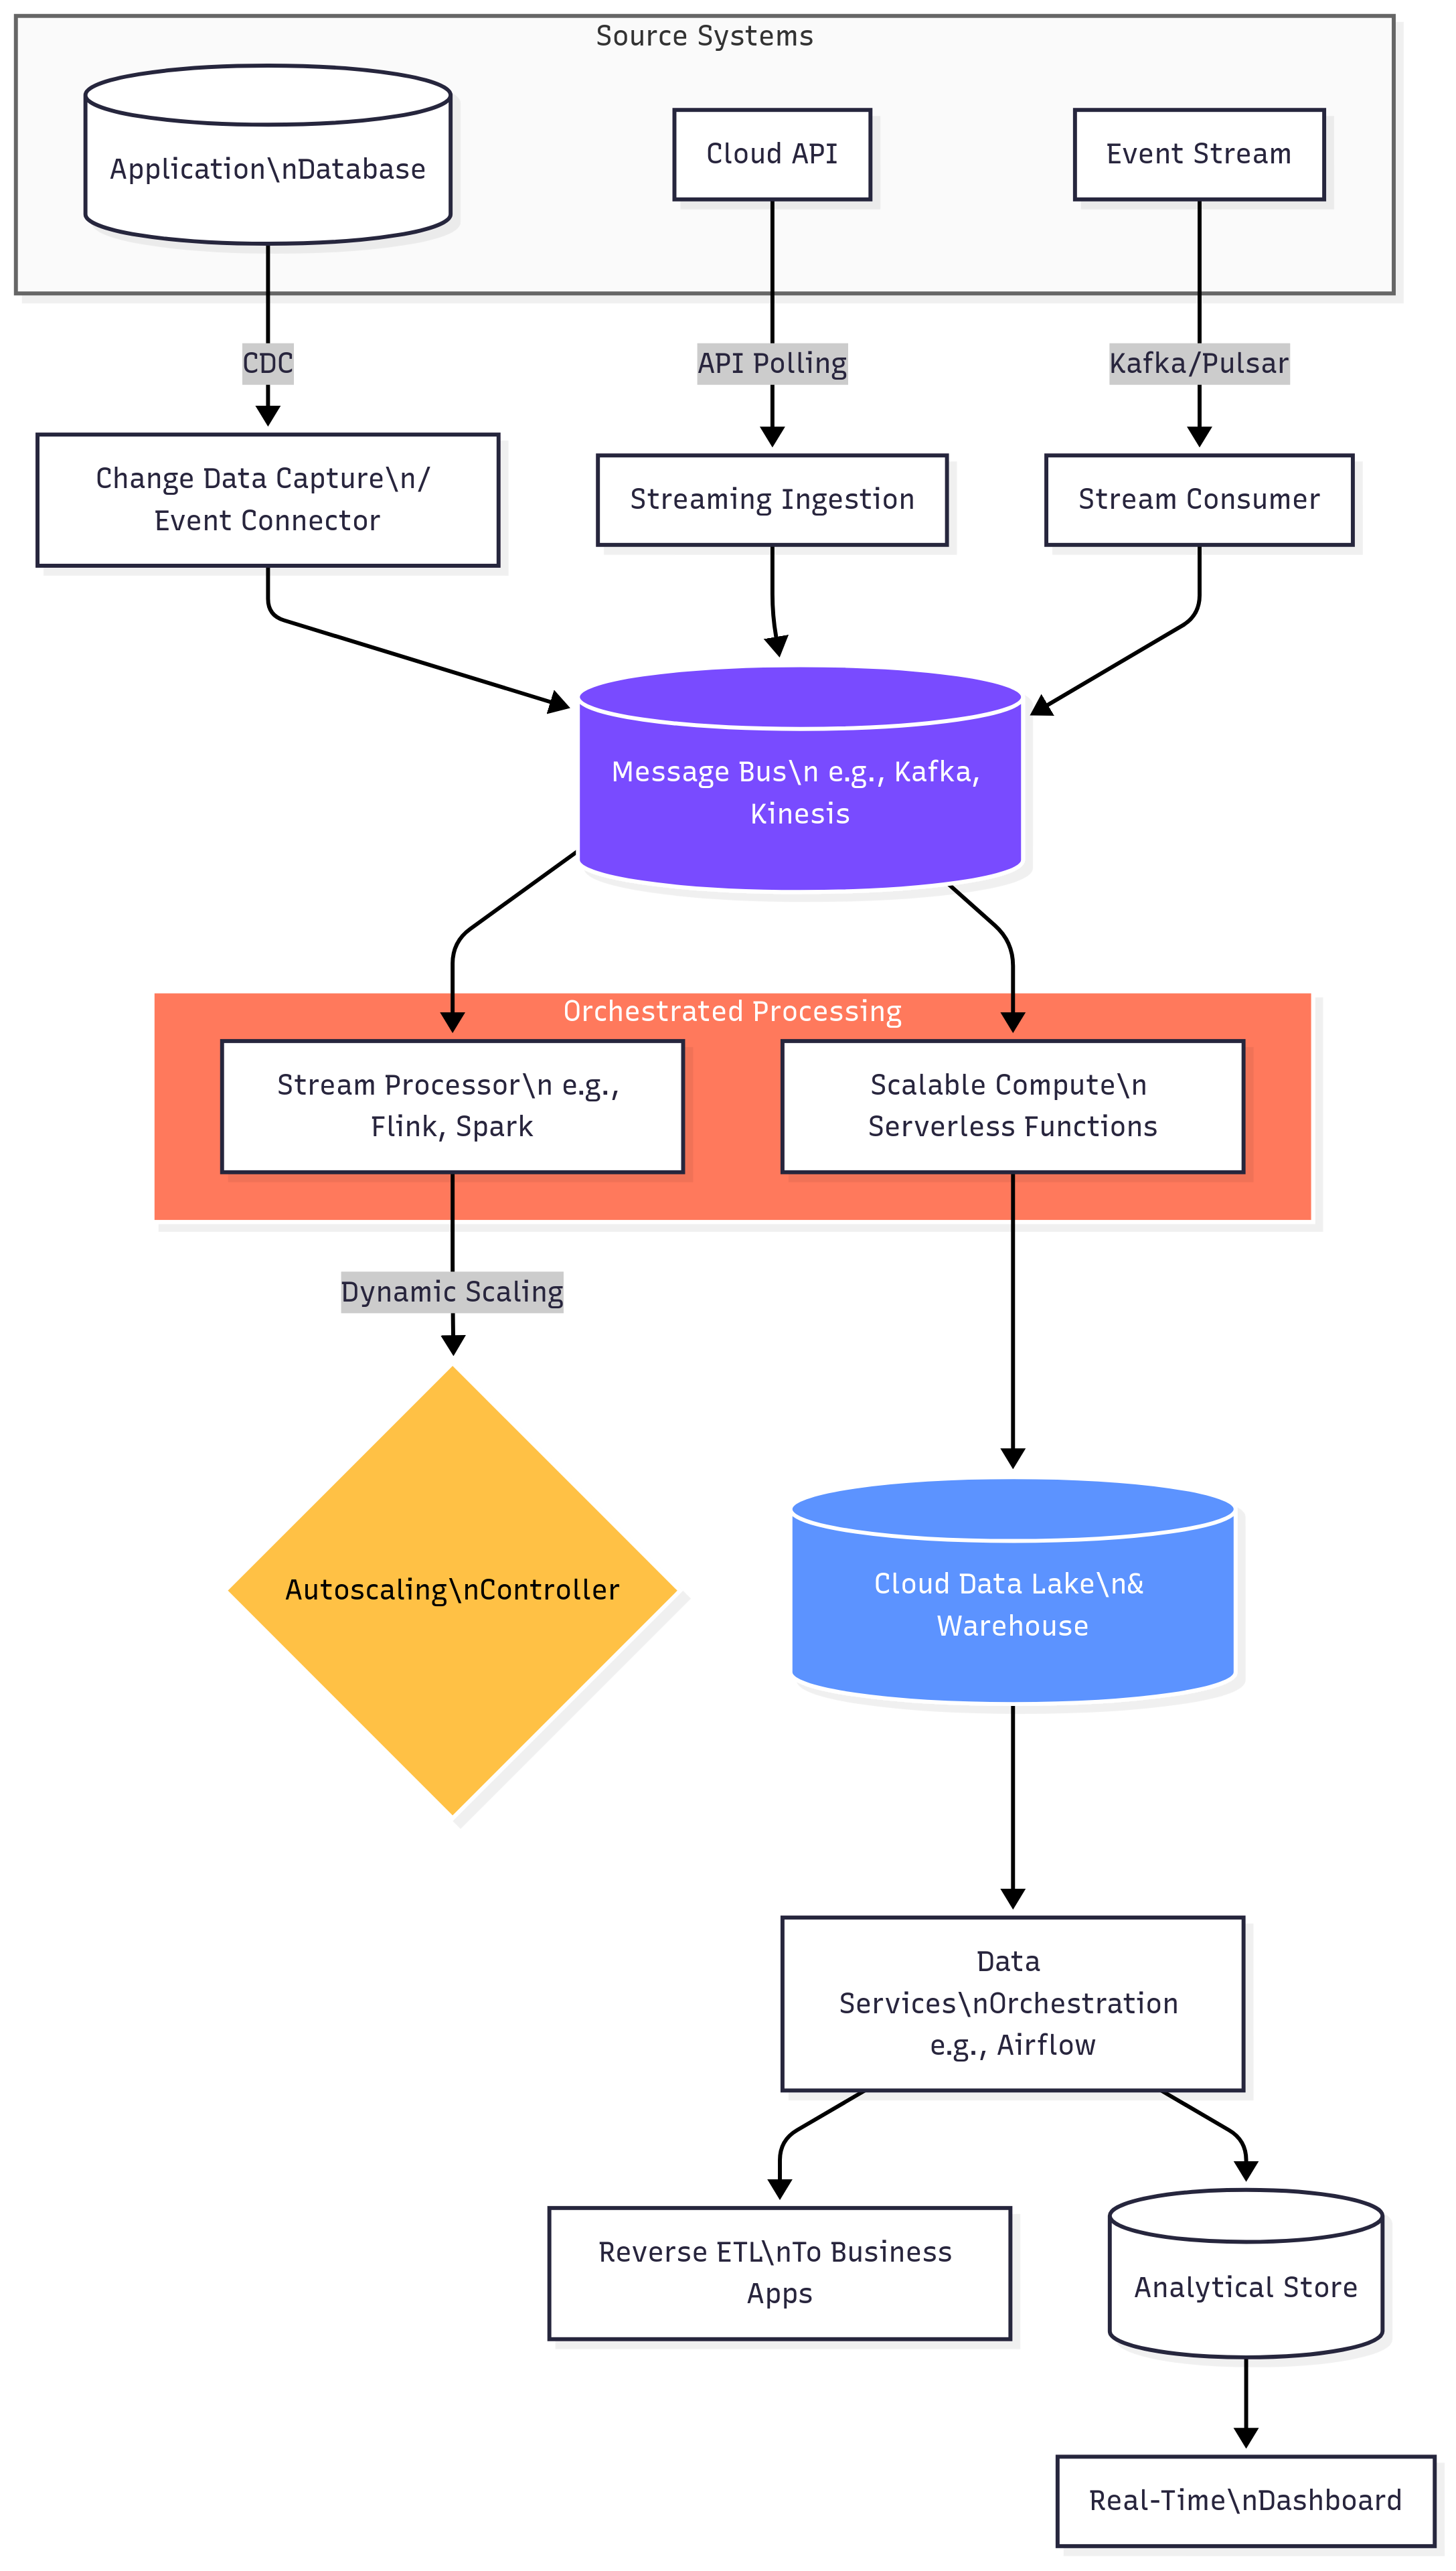 Source Systems
Application\nDatabase
Cloud API
Event Stream
CDC
API Polling
Kafka/Pulsar
Change Data Capture\n/
Event Connector
Streaming Ingestion
Stream Consumer
Message Bus\n e.g., Kafka,
Kinesis
Orchestrated Processing
Stream Processor\n e.g.,
Flink, Spark
Scalable Compute\n
Serverless Functions
Dynamic Scaling
Autoscaling\nController
Cloud Data Lake\n&
Warehouse
Data
Services\nOrchestration
e.g., Airflow
Reverse ETL\nTo Business
Apps
Analytical Store
Real-Time\nDashboard